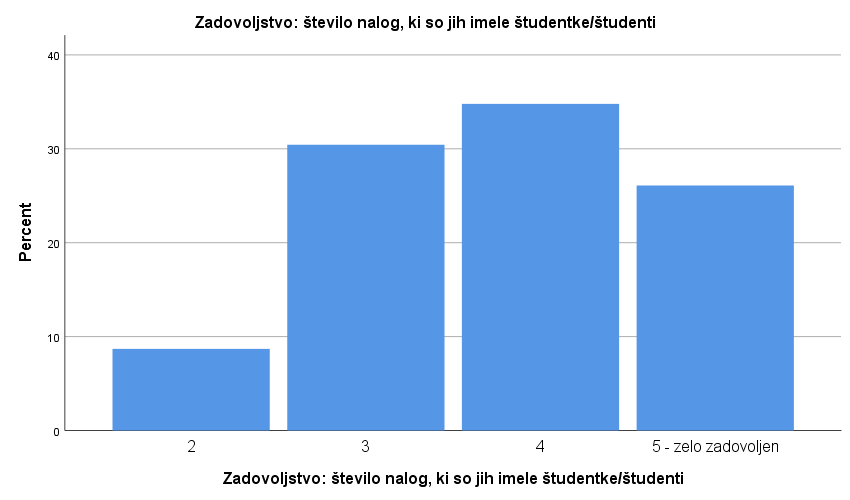 Zadovoljstvo: število nalog, ki so jih imele študentke/študenti
40
30
20
10
0
Percent
2 3 4 5 - zelo zadovoljen
Zadovoljstvo: število nalog, ki so jih imele študentke/študenti